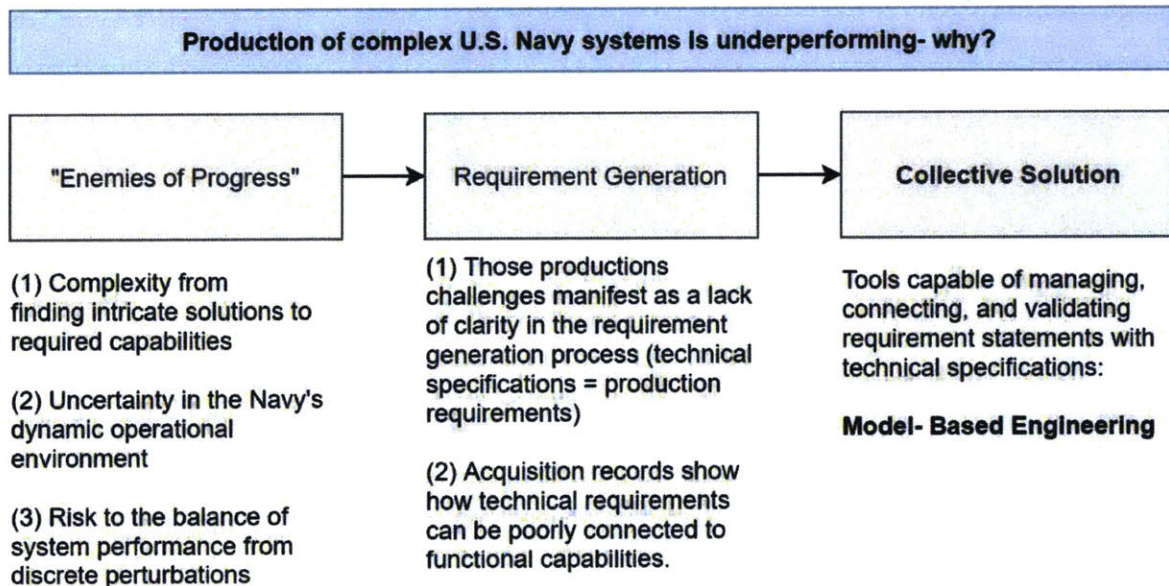 Production of complex U.S. Navy systems is underperforming- why?
"Enemies of Progress"
Requirement Generation
Collective Solution
(1) Complexity from
finding intricate solutions to
required capabilities
(2) Uncertainty in the Navy's
dynamic operational
environment
(3) Risk to the balance of
system performance from
discrete perturbations
(1) Those productions
challenges manifest as a lack
of clarity in the requirement
generation process (technical
specifications = production
requirements)
(2) Acquisition records show
how technical requirements
can be poorly connected to
functional capabilities.
Tools capable of managing,
connecting, and validating
requirement statements with
technical specifications:
Model- Based Engineering